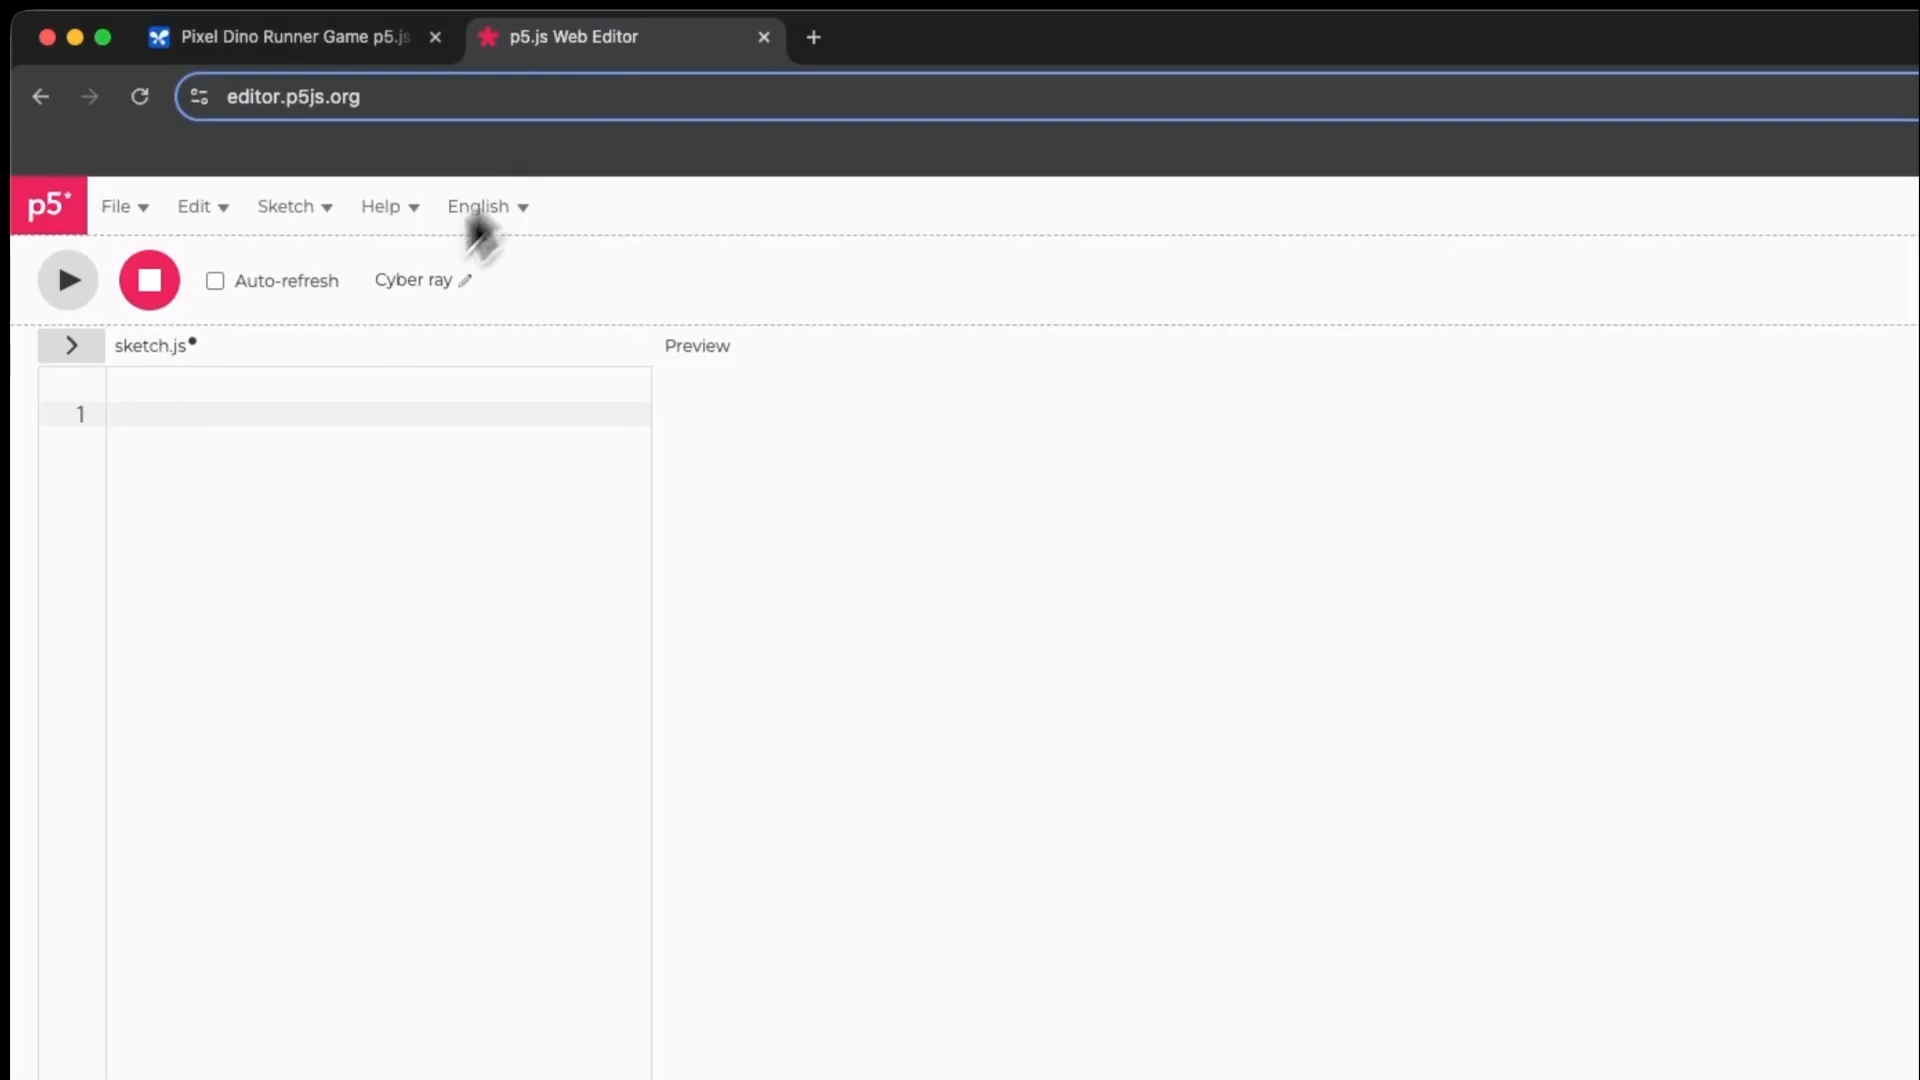 Pixel Dino Runner Game p5.js
p5.js Web Editor
editor.p5js.org
p5*
File
Edit
Sketch
Help
English
Auto-refresh
Cyber ray
sketch.js
Preview
1